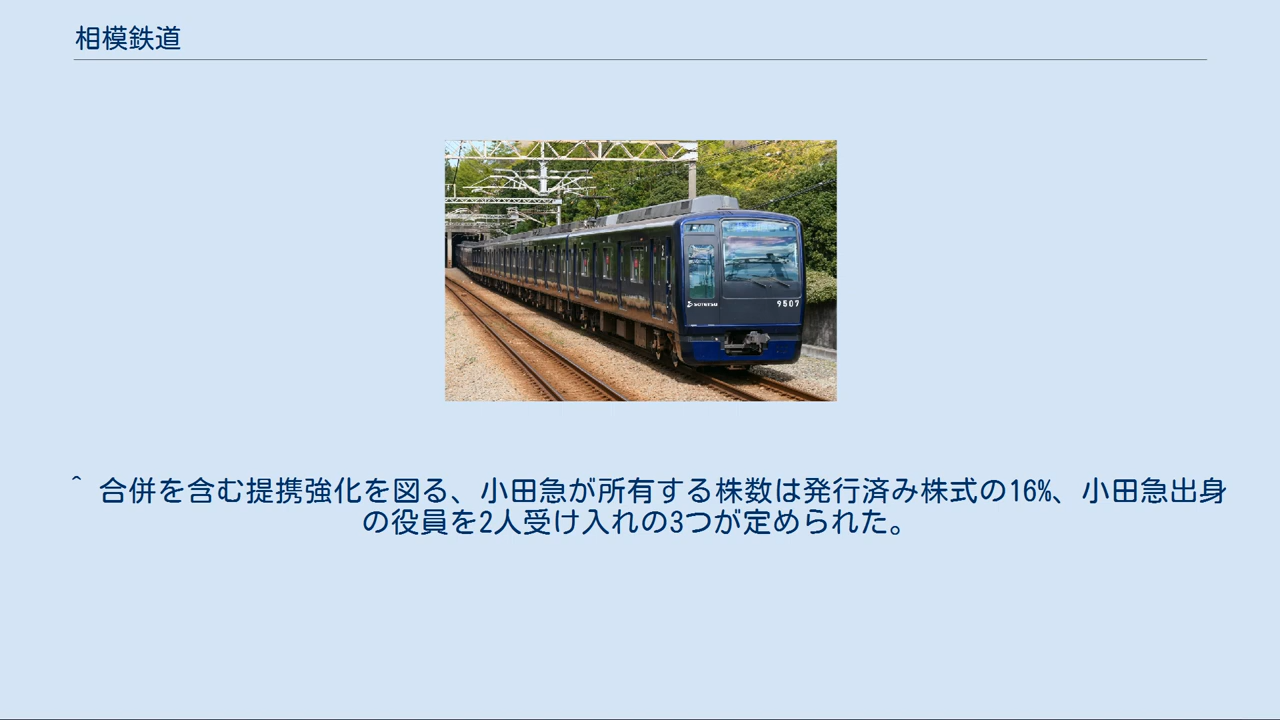 相模鉄道
SOTETSU
9507
^ 合併を含む提携強化を図る、小田急が所有する株数は発行済み株式の16%、小田急出身
の役員を2人受け入れの3つが定められた。